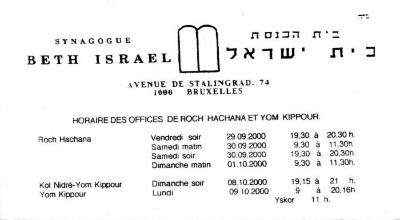 ב״ה
SYNAGOGUE
BETH ISRAEL
בית הכנסת
בית ישראל
AVENUE DE STALINGRAD. 74
1000 BRUXELLES
HORAIRE DES OFFICES DE ROCH HACHANA ET YOM KIPPOUR.
Roch Hachana Vendredi soir 29.09.2000 19,30 à 20,30h.
Samedi matin 30.09.2000 9.30 à 11,30h.
Samedi soir 30.09.2000 19.30 à 20.30h.
Dimanche matin 01.10.2000 9.30 à 11.30h.
Kol Nidré-Yom Kippour Dimanche soir 08.10.2000 19,15 à 21 h.
Yom Kippour Lundi 09.10.2000 9 à 20,16h.
Yskor 11 h.